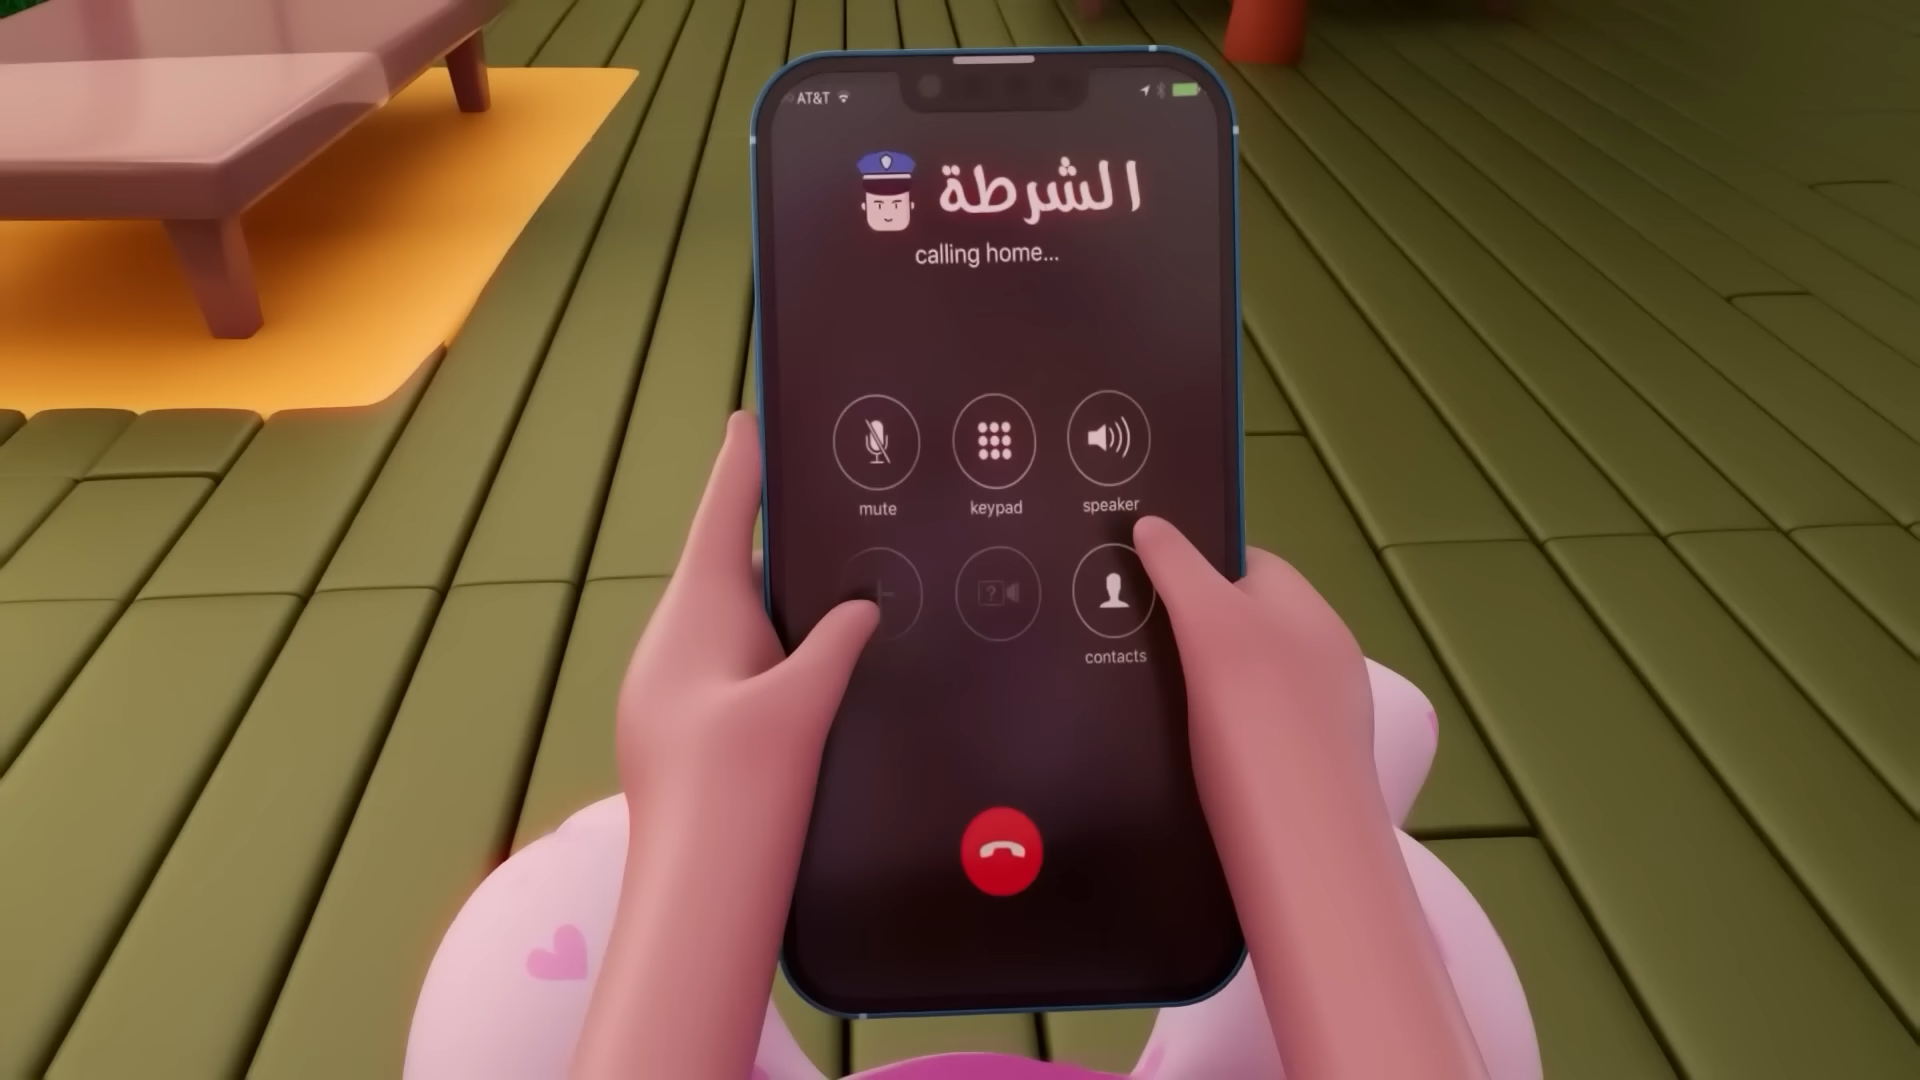 AT&T
الشرطة
calling home...
mute
keypad
speaker
?
contacts